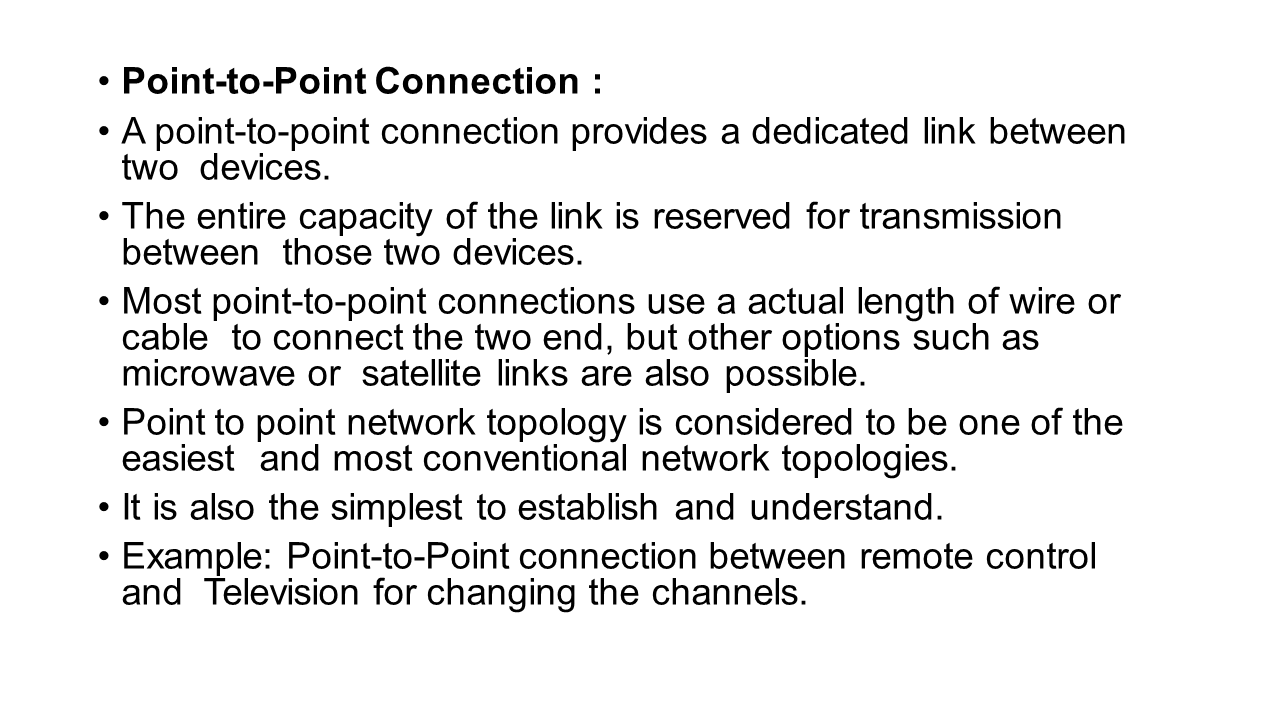 • Point-to-Point Connection :
• A point-to-point connection provides a dedicated link between
two  devices.
• The entire capacity of the link is reserved for transmission
between  those two devices.
• Most point-to-point connections use a actual length of wire or
cable  to connect the two end, but other options such as
microwave or  satellite links are also possible.
• Point to point network topology is considered to be one of the
easiest  and most conventional network topologies.
• It is also the simplest to establish and understand.
• Example: Point-to-Point connection between remote control
and  Television for changing the channels.